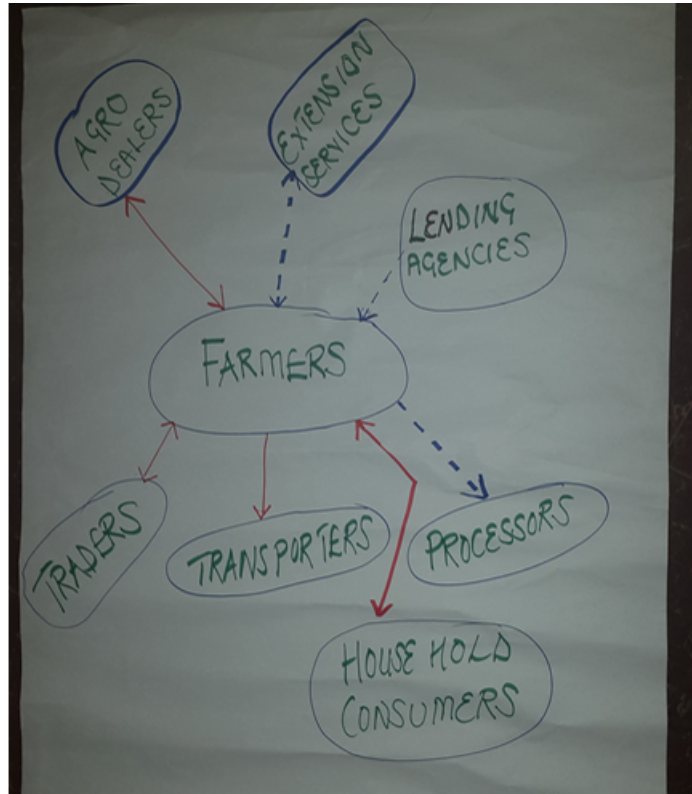 AGRO
DEALERS
EXTENSION
SERVICES
LENDING
AGENCIES
FARMERS
TRADERS
TRANSPORTERS
PROCESSORS
HOUSE HOLD
CONSUMERS